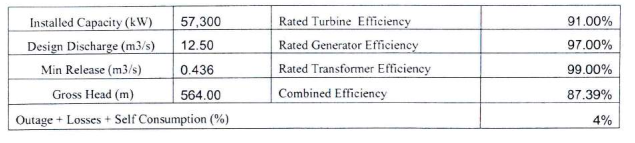 Installed Capacity (kW) 57,300 Rated Turbine Efficiency 91.00%
Design Discharge (m3/s) 12.50 Rated Generator Efficiency 97.00%
Min Release (m3/s) 0.436 Rated Transformer Efficiency 99.00%
Gross Head (m) 564.00 Combined Efficiency 87.39%
Outage + Losses + Self Consumption (%) 4%